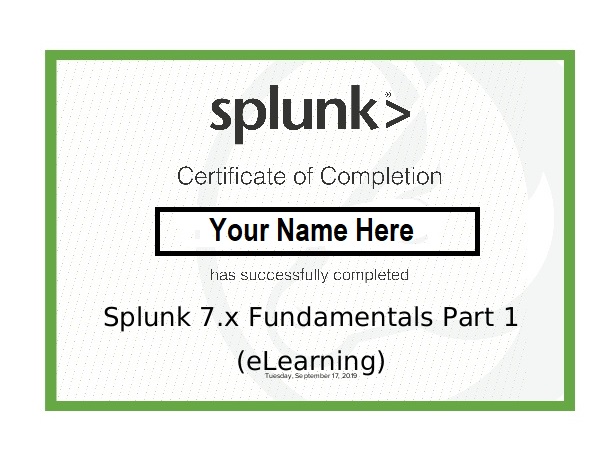 splunk®>
Certificate of Completion
Your Name Here
has successfully completed
Splunk 7.x Fundamentals Part 1
(eLearning)
Tuesday, September 17, 2019